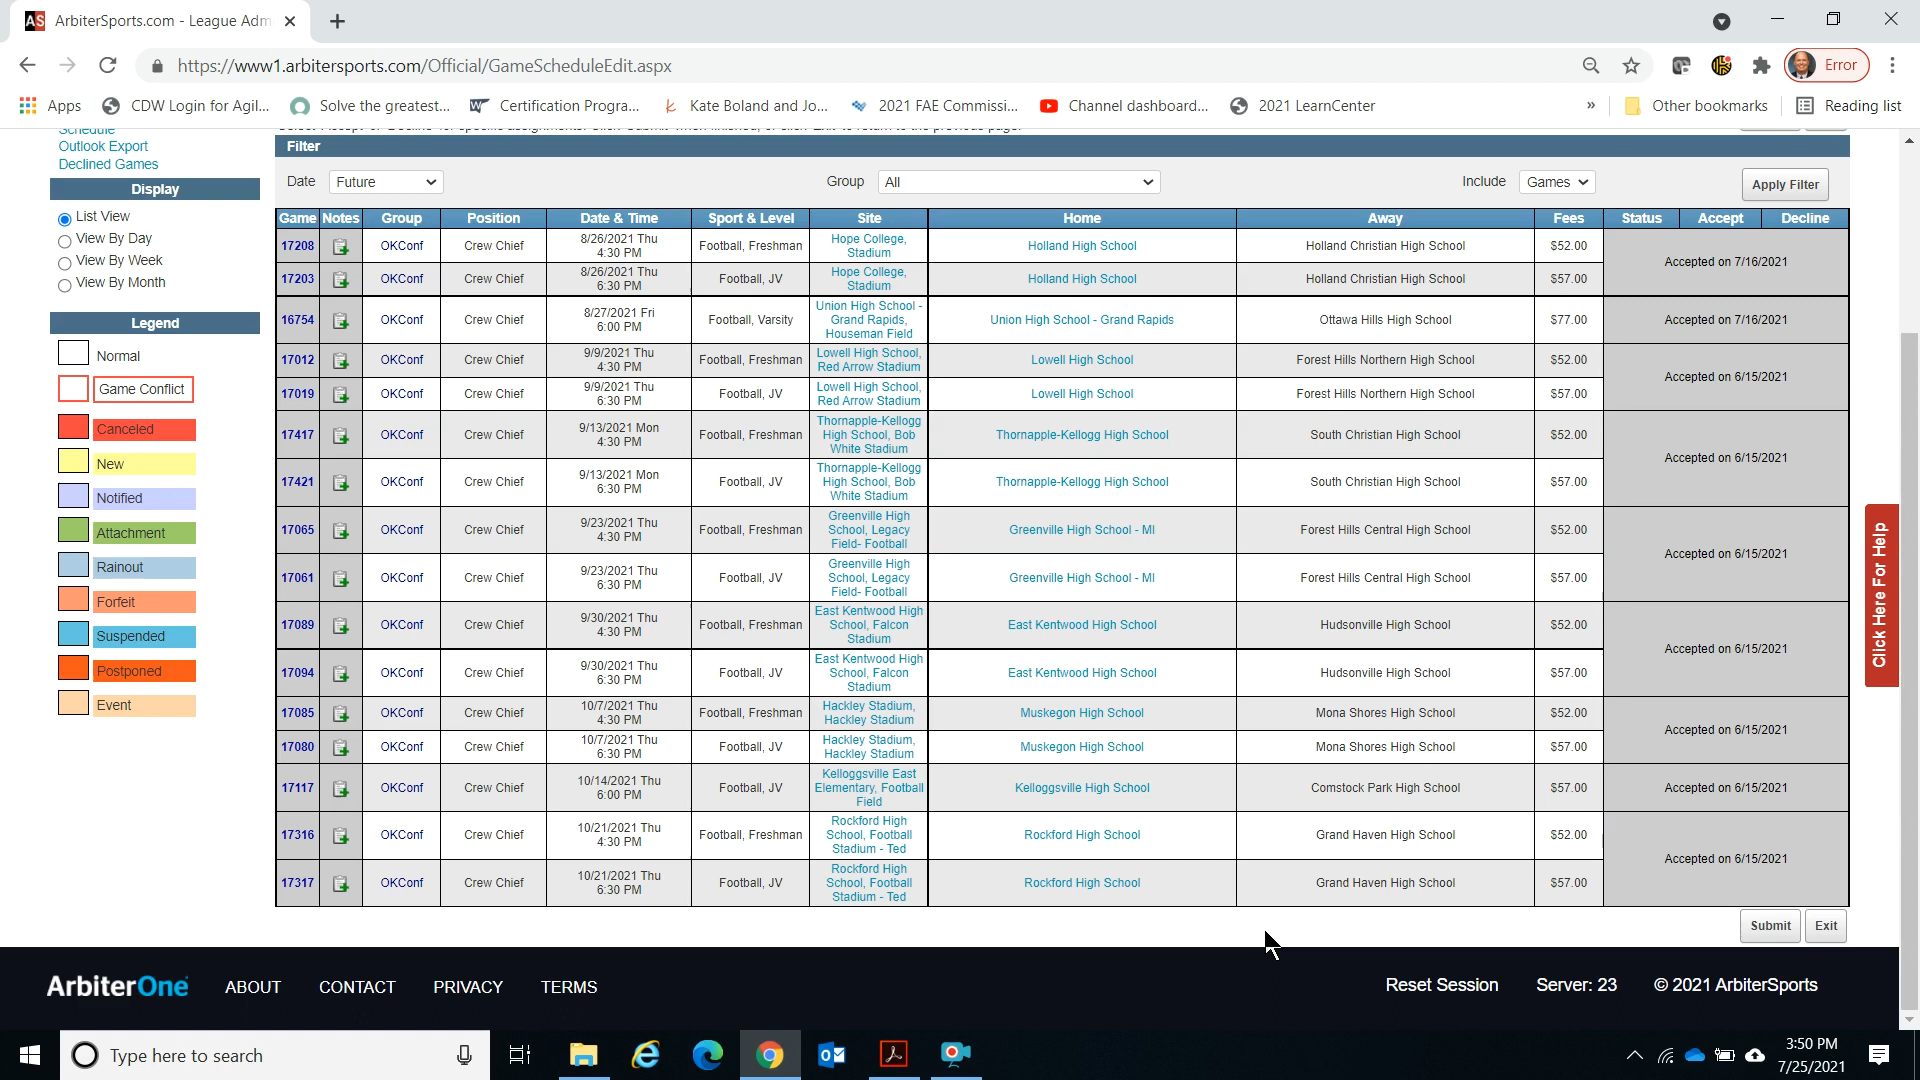 AS ArbiterSports.com - League Adm
https://www1.arbitersports.com/Official/GameScheduleEdit.aspx
Error
Apps CDW Login for Agil... Solve the greatest... Certification Progra... Kate Boland and Jo... 2021 FAE Commissi... Channel dashboard... 2021 LearnCenter » Other bookmarks Reading list
Schedule
Outlook Export
Declined Games
Display
List View
View By Day
View By Week
View By Month
Legend
Normal
Game Conflict
Canceled
New
Notified
Attachment
Rainout
Forfeit
Suspended
Postponed
Event
Filter
Date Future Group All Include Games Apply Filter
Game Notes Group Position Date & Time Sport & Level Site Home Away Fees Status Accept Decline
17208 OKConf Crew Chief 8/26/2021 Thu 4:30 PM Football, Freshman Hope College, Stadium Holland High School Holland Christian High School $52.00
Accepted on 7/16/2021
17203 OKConf Crew Chief 8/26/2021 Thu 6:30 PM Football, JV Hope College, Stadium Holland High School Holland Christian High School $57.00
16754 OKConf Crew Chief 8/27/2021 Fri 6:00 PM Football, Varsity Union High School - Grand Rapids, Houseman Field Union High School - Grand Rapids Ottawa Hills High School $77.00 Accepted on 7/16/2021
17012 OKConf Crew Chief 9/9/2021 Thu 4:30 PM Football, Freshman Lowell High School, Red Arrow Stadium Lowell High School Forest Hills Northern High School $52.00
Accepted on 6/15/2021
17019 OKConf Crew Chief 9/9/2021 Thu 6:30 PM Football, JV Lowell High School, Red Arrow Stadium Lowell High School Forest Hills Northern High School $57.00
17417 OKConf Crew Chief 9/13/2021 Mon 4:30 PM Football, Freshman Thornapple-Kellogg High School, Bob White Stadium Thornapple-Kellogg High School South Christian High School $52.00
Accepted on 6/15/2021
17421 OKConf Crew Chief 9/13/2021 Mon 6:30 PM Football, JV Thornapple-Kellogg High School, Bob White Stadium Thornapple-Kellogg High School South Christian High School $57.00
17065 OKConf Crew Chief 9/23/2021 Thu 4:30 PM Football, Freshman Greenville High School, Legacy Field- Football Greenville High School - MI Forest Hills Central High School $52.00
Accepted on 6/15/2021
17061 OKConf Crew Chief 9/23/2021 Thu 6:30 PM Football, JV Greenville High School, Legacy Field- Football Greenville High School - MI Forest Hills Central High School $57.00
17089 OKConf Crew Chief 9/30/2021 Thu 4:30 PM Football, Freshman East Kentwood High School, Falcon Stadium East Kentwood High School Hudsonville High School $52.00
Accepted on 6/15/2021
17094 OKConf Crew Chief 9/30/2021 Thu 6:30 PM Football, JV East Kentwood High School, Falcon Stadium East Kentwood High School Hudsonville High School $57.00
17085 OKConf Crew Chief 10/7/2021 Thu 4:30 PM Football, Freshman Hackley Stadium, Hackley Stadium Muskegon High School Mona Shores High School $52.00
Accepted on 6/15/2021
17080 OKConf Crew Chief 10/7/2021 Thu 6:30 PM Football, JV Hackley Stadium, Hackley Stadium Muskegon High School Mona Shores High School $57.00
17117 OKConf Crew Chief 10/14/2021 Thu 6:00 PM Football, JV Kelloggsville East Elementary, Football Field Kelloggsville High School Comstock Park High School $57.00 Accepted on 6/15/2021
17316 OKConf Crew Chief 10/21/2021 Thu 4:30 PM Football, Freshman Rockford High School, Football Stadium - Ted Rockford High School Grand Haven High School $52.00
Accepted on 6/15/2021
17317 OKConf Crew Chief 10/21/2021 Thu 6:30 PM Football, JV Rockford High School, Football Stadium - Ted Rockford High School Grand Haven High School $57.00
Submit Exit
Click Here For Help
ArbiterOne ABOUT CONTACT PRIVACY TERMS Reset Session Server: 23 © 2021 ArbiterSports
Type here to search
3:50 PM
7/25/2021